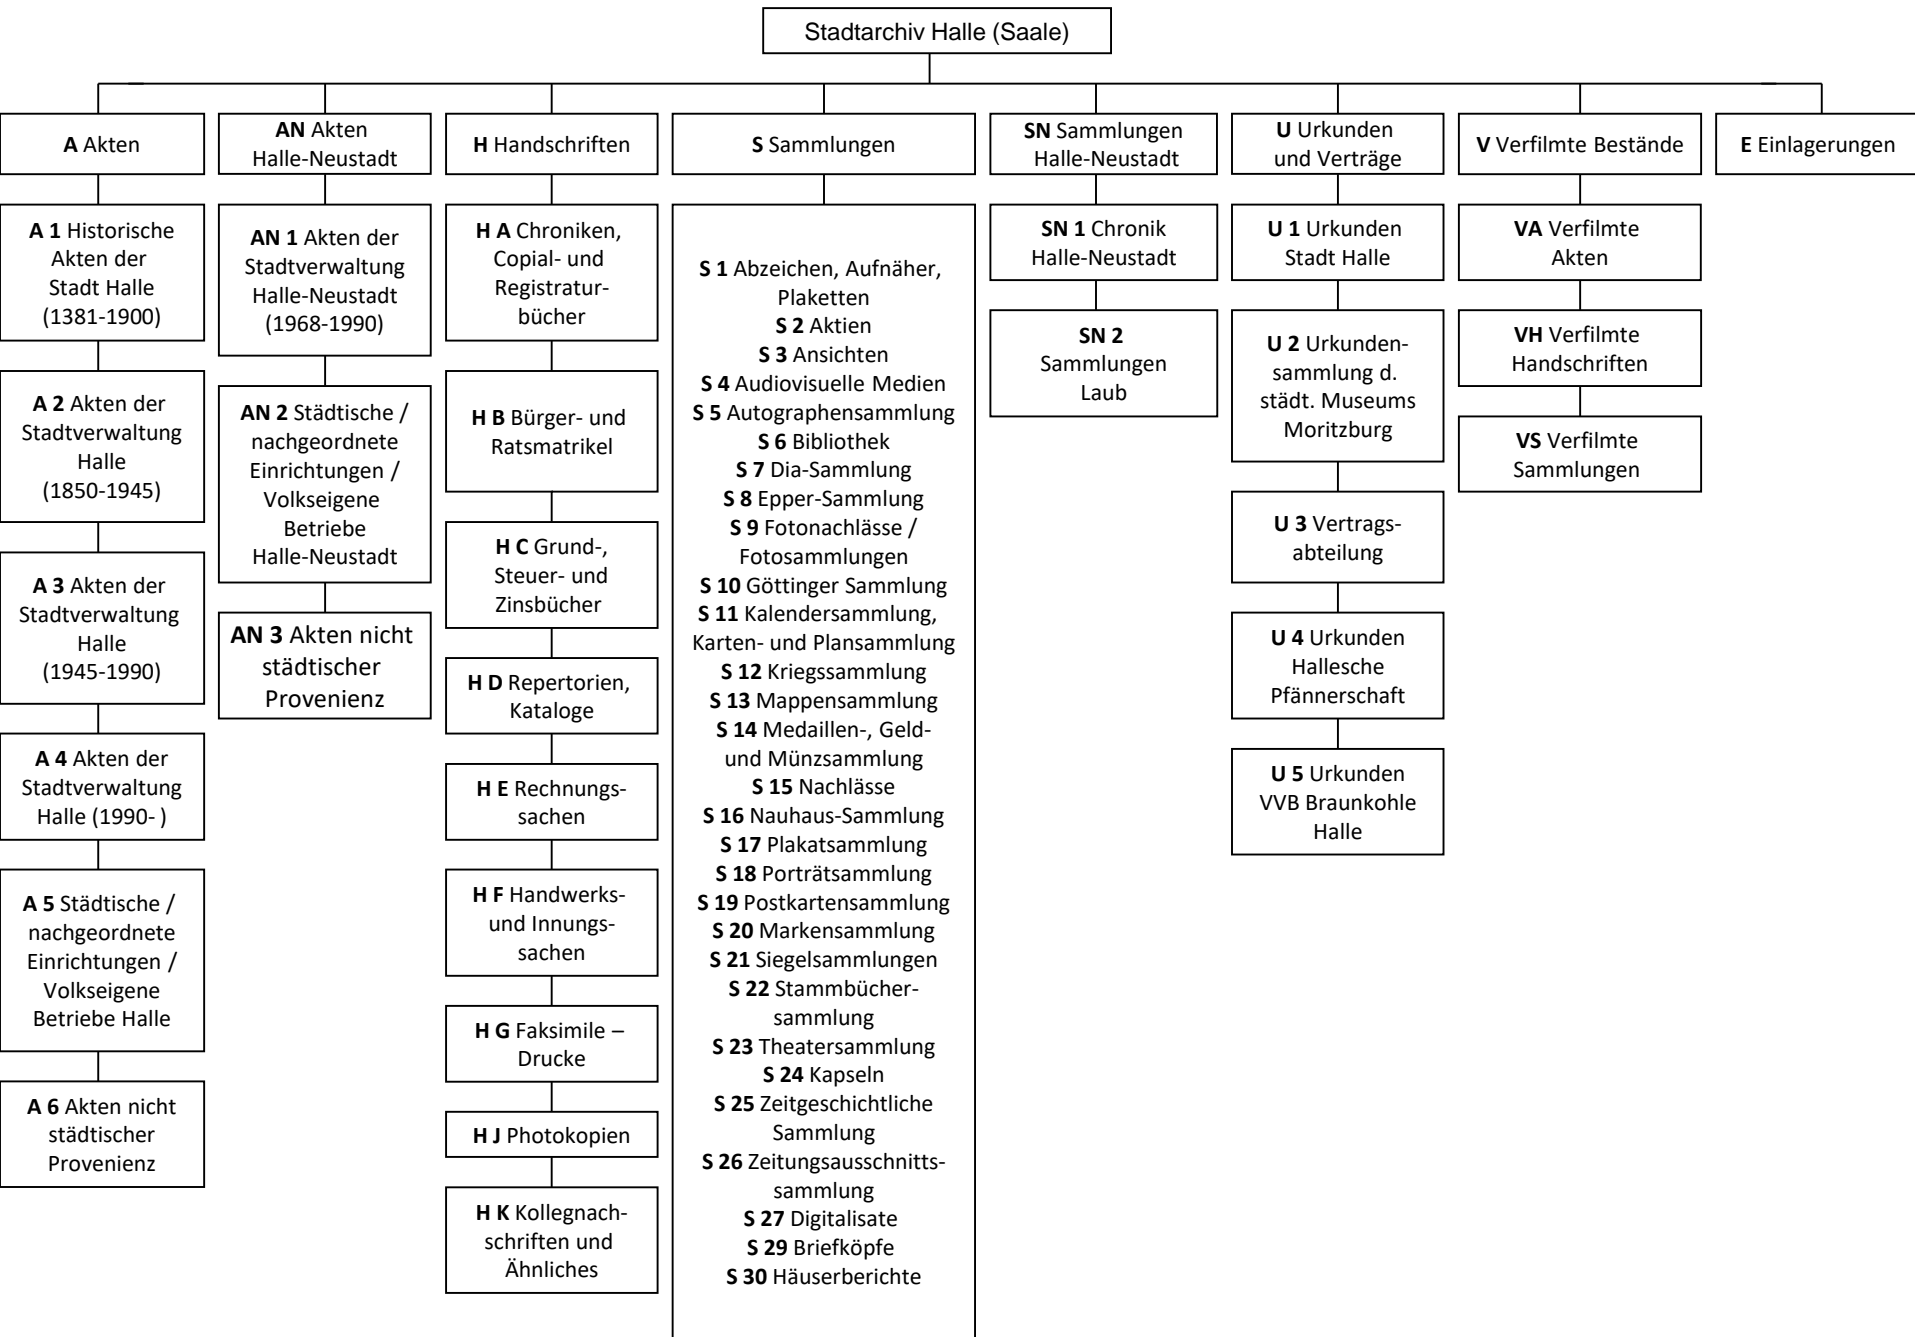 Stadtarchiv Halle (Saale)
A Akten
AN Akten
Halle-Neustadt
H Handschriften
S Sammlungen
SN Sammlungen
Halle-Neustadt
U Urkunden
und Verträge
V Verfilmte Bestände
E Einlagerungen
A 1 Historische
Akten der
Stadt Halle
(1381-1900)
A 2 Akten der
Stadtverwaltung
Halle
(1850-1945)
A 3 Akten der
Stadtverwaltung
Halle
(1945-1990)
A 4 Akten der
Stadtverwaltung
Halle (1990- )
A 5 Städtische /
nachgeordnete
Einrichtungen /
Volkseigene
Betriebe Halle
A 6 Akten nicht
städtischer
Provenienz
AN 1 Akten der
Stadtverwaltung
Halle-Neustadt
(1968-1990)
AN 2 Städtische /
nachgeordnete
Einrichtungen /
Volkseigene
Betriebe
Halle-Neustadt
AN 3 Akten nicht
städtischer
Provenienz
H A Chroniken,
Copial- und
Registratur-
bücher
H B Bürger- und
Ratsmatrikel
H C Grund-,
Steuer- und
Zinsbücher
H D Repertorien,
Kataloge
H E Rechnungs-
sachen
H F Handwerks-
und Innungs-
sachen
H G Faksimile –
Drucke
H J Photokopien
H K Kollegnach-
schriften und
Ähnliches
S 1 Abzeichen, Aufnäher,
Plaketten
S 2 Aktien
S 3 Ansichten
S 4 Audiovisuelle Medien
S 5 Autographensammlung
S 6 Bibliothek
S 7 Dia-Sammlung
S 8 Epper-Sammlung
S 9 Fotonachlässe /
Fotosammlungen
S 10 Göttinger Sammlung
S 11 Kalendersammlung,
Karten- und Plansammlung
S 12 Kriegssammlung
S 13 Mappensammlung
S 14 Medaillen-, Geld-
und Münzsammlung
S 15 Nachlässe
S 16 Nauhaus-Sammlung
S 17 Plakatsammlung
S 18 Porträtsammlung
S 19 Postkartensammlung
S 20 Markensammlung
S 21 Siegelsammlungen
S 22 Stammbücher-
sammlung
S 23 Theatersammlung
S 24 Kapseln
S 25 Zeitgeschichtliche
Sammlung
S 26 Zeitungsausschnitts-
sammlung
S 27 Digitalisate
S 29 Briefköpfe
S 30 Häuserberichte
SN 1 Chronik
Halle-Neustadt
SN 2
Sammlungen
Laub
U 1 Urkunden
Stadt Halle
U 2 Urkunden-
sammlung d.
städt. Museums
Moritzburg
U 3 Vertrags-
abteilung
U 4 Urkunden
Hallesche
Pfännerschaft
U 5 Urkunden
VVB Braunkohle
Halle
VA Verfilmte
Akten
VH Verfilmte
Handschriften
VS Verfilmte
Sammlungen